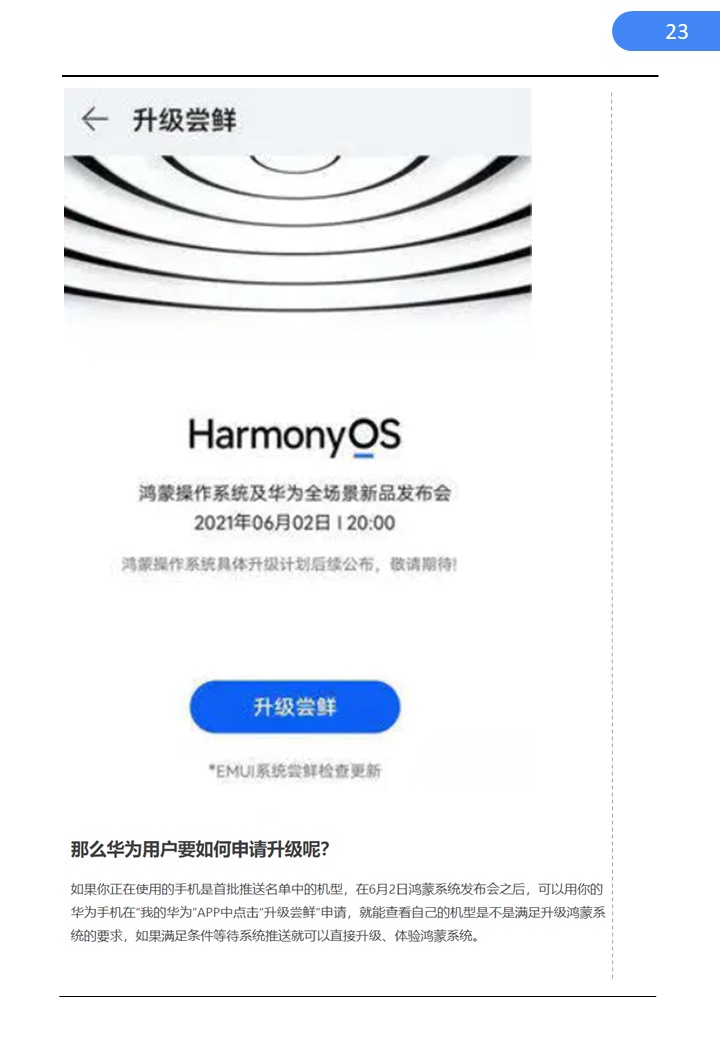 23
升级尝鲜
HarmonyOS
鸿蒙操作系统及华为全场景新品发布会
2021年06月02日 | 20:00
鸿蒙操作系统具体升级计划后续公布，敬请期待!
升级尝鲜
*EMUI系统尝鲜检查更新
那么华为用户要如何申请升级呢?
如果你正在使用的手机是首批推送名单中的机型，在6月2日鸿蒙系统发布会之后，可以用你的
华为手机在“我的华为”APP中点击“升级尝鲜”申请，就能查看自己的机型是不是满足升级鸿蒙系
统的要求，如果满足条件等待系统推送就可以直接升级、体验鸿蒙系统。